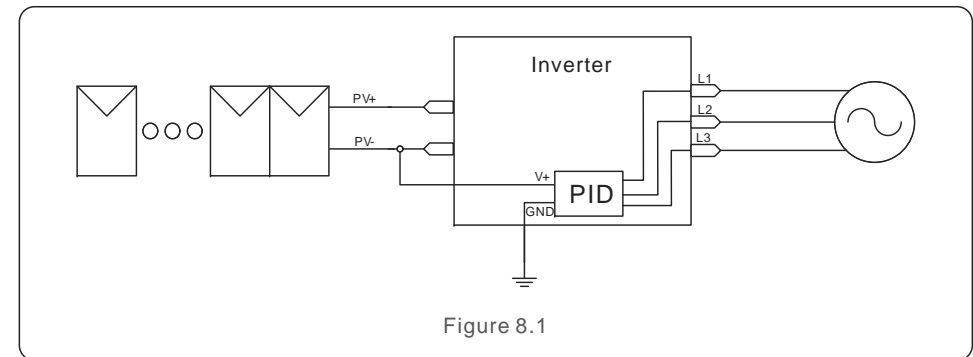 Inverter
L1
PV+
L2
PV-
L3
V+
PID
GND
Figure 8.1